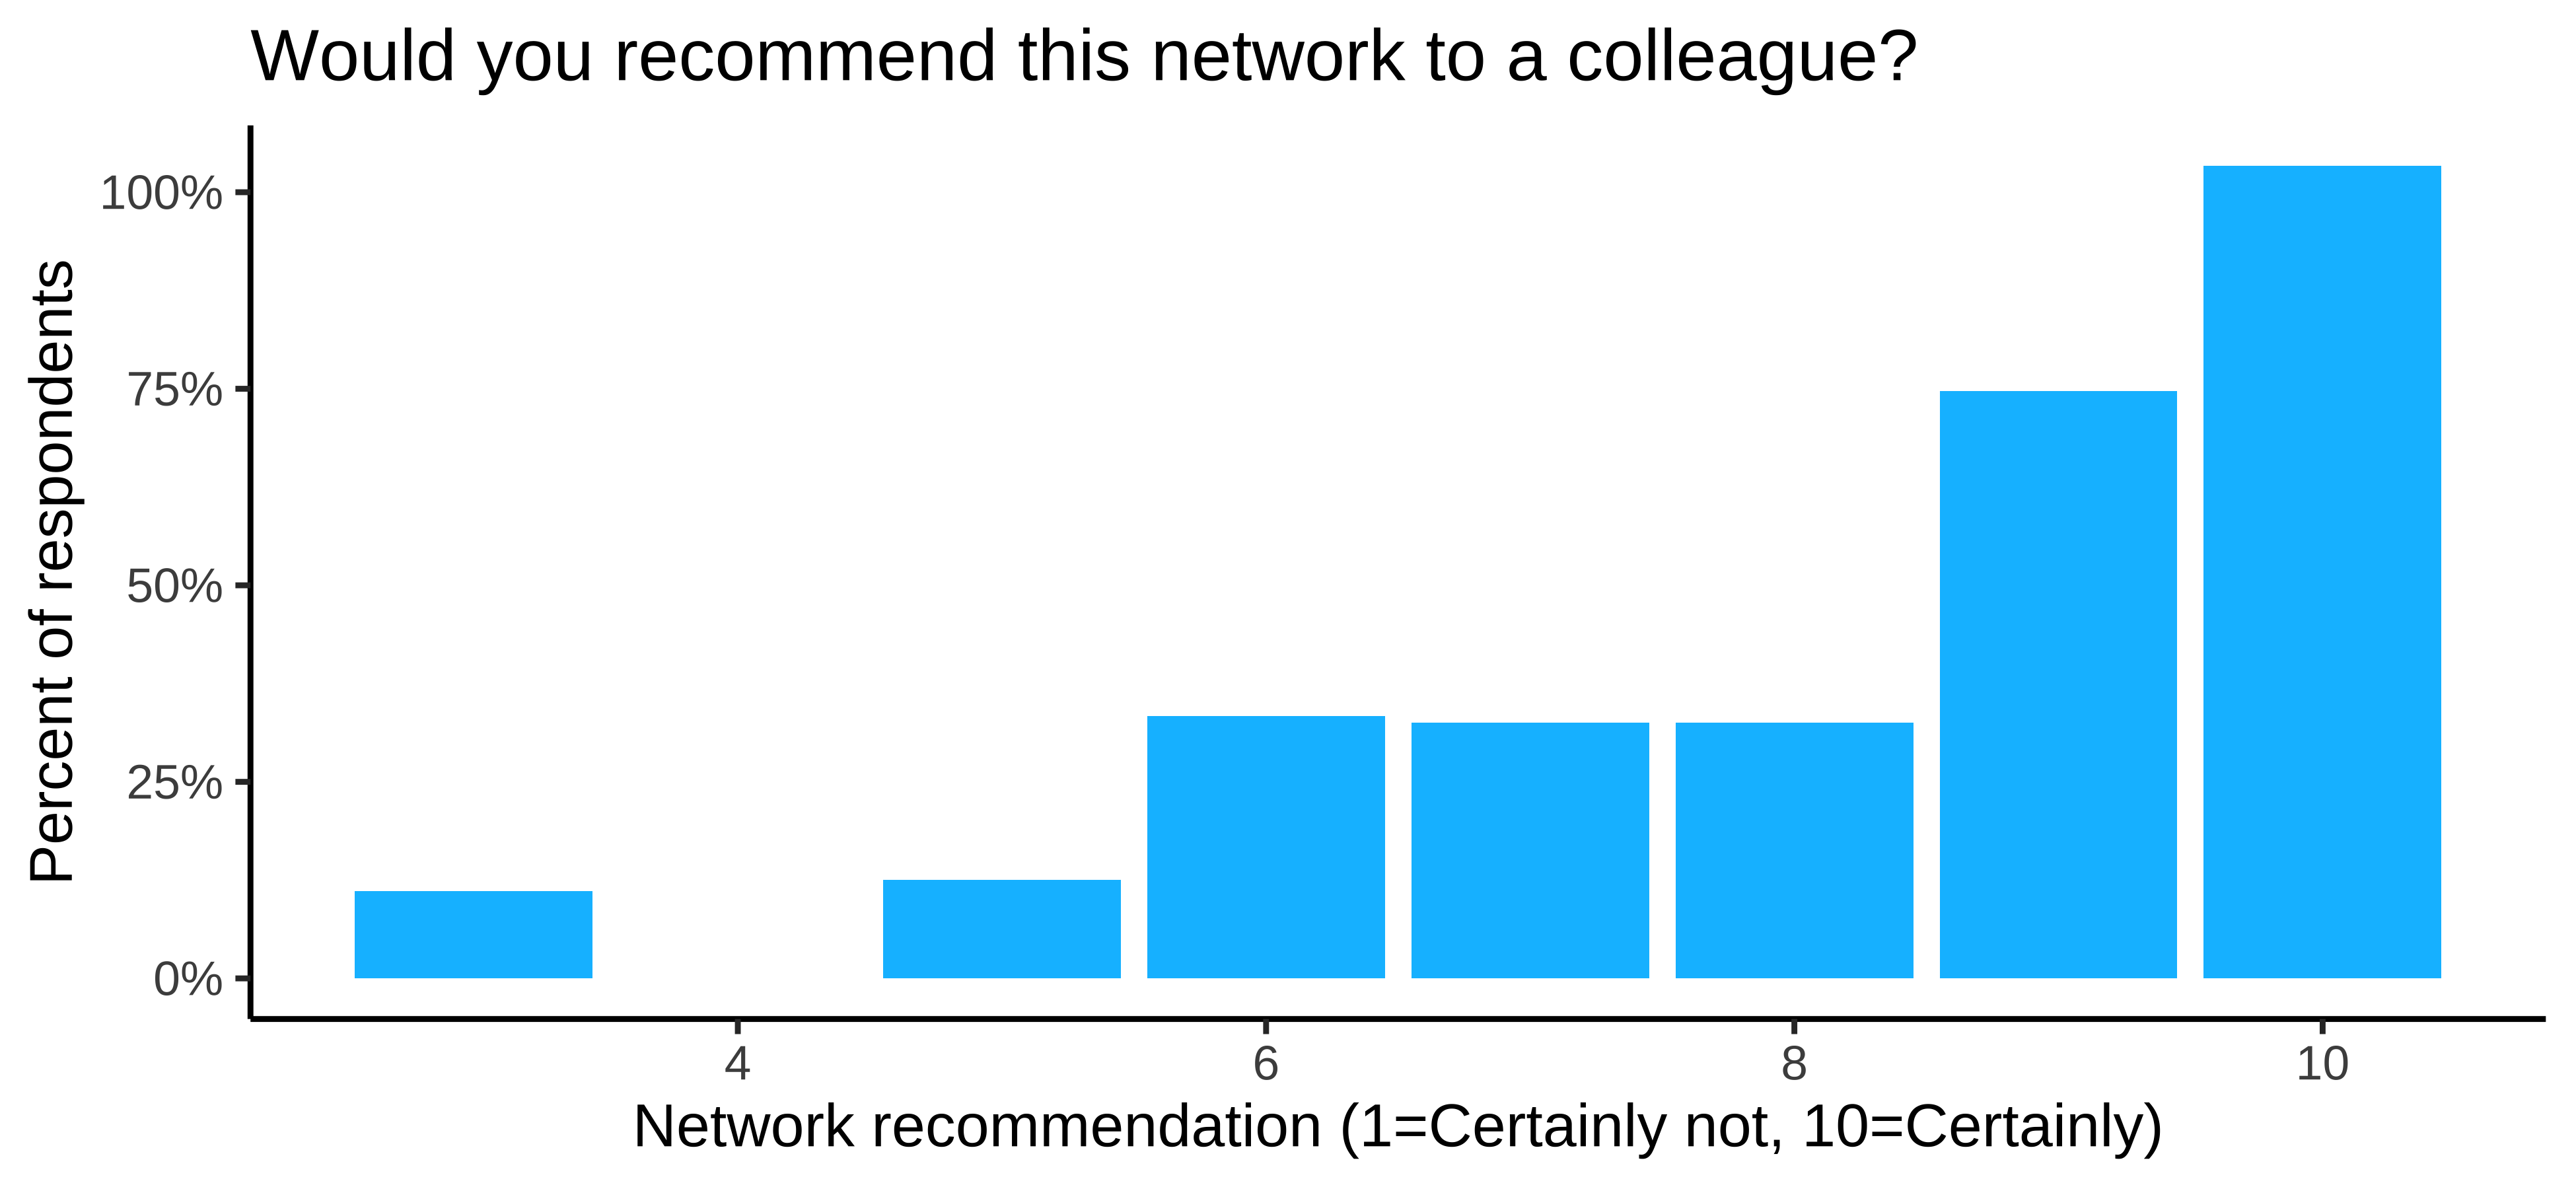 Would you recommend this network to a colleague?
Percent of respondents
100%
75%
50%
25%
0%
4 6 8 10
Network recommendation (1=Certainly not, 10=Certainly)